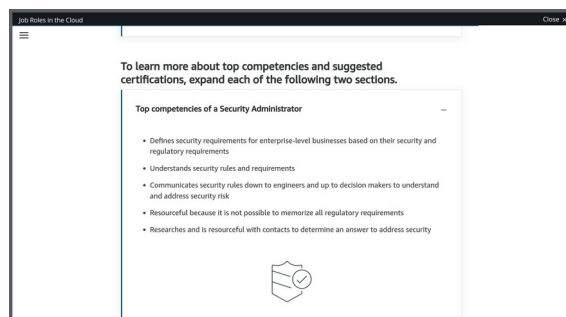 Job Roles in the Cloud
Close ×
To learn more about top competencies and suggested
certifications, expand each of the following two sections.
Top competencies of a Security Administrator
• Defines security requirements for enterprise-level businesses based on their security and
regulatory requirements
• Understands security rules and requirements
• Communicates security rules down to engineers and up to decision makers to understand
and address security risk
• Resourceful because it is not possible to memorize all regulatory requirements
• Researches and is resourceful with contacts to determine an answer to address security